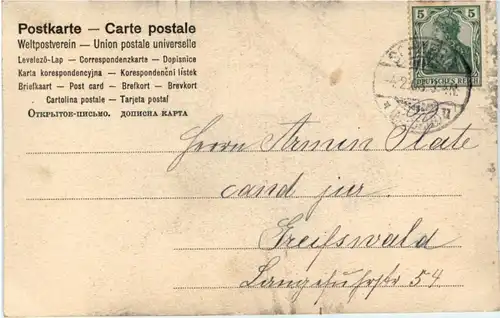 Postkarte — Carte postale
Weltpostverein — Union postale universelle
Levelező-Lap — Correspondenzkarte — Dopisnice
Karta korespondencyjna — Korespondenční lístek
Briefkaart — Post card — Brefkort — Brevkort
Cartolina postale — Tarjeta postal
Открытое-письмо. дописна карта
5 5
DEUTSCHES REICH
Herrn Armin Plate
cand jur
Greifswald
Langefuhrstr 54